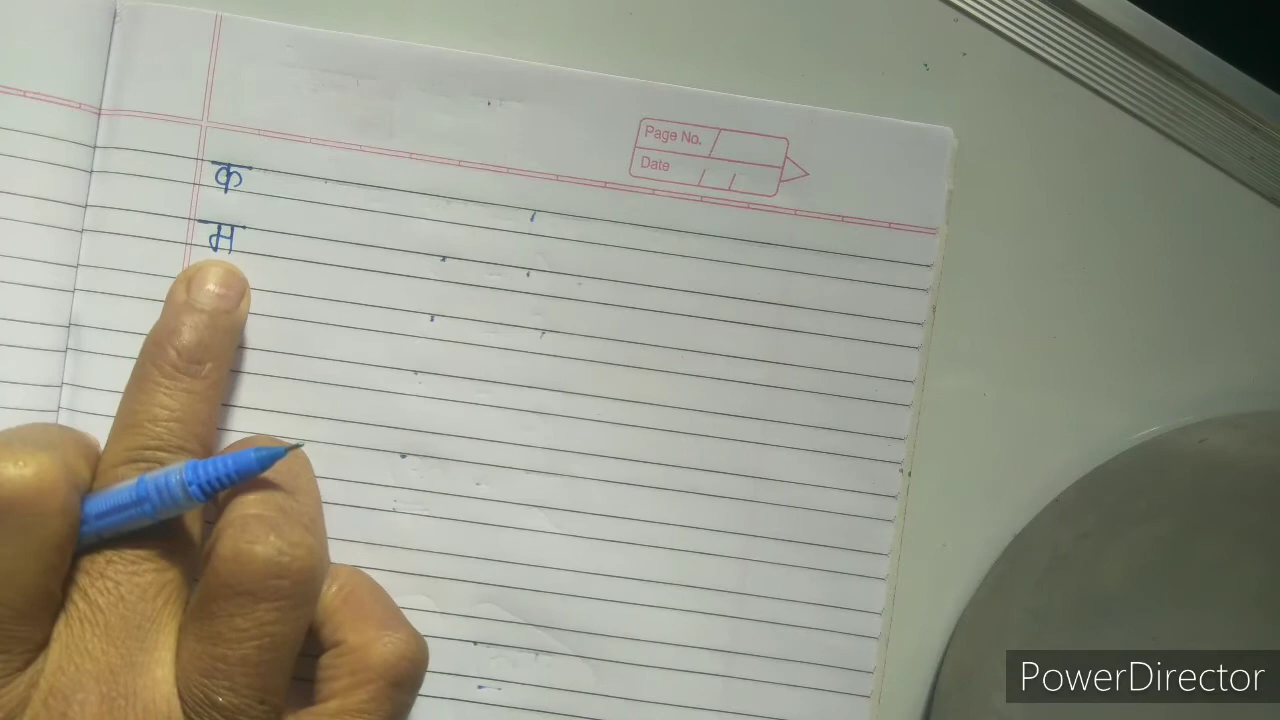 Page No.
Date
क
म
PowerDirector